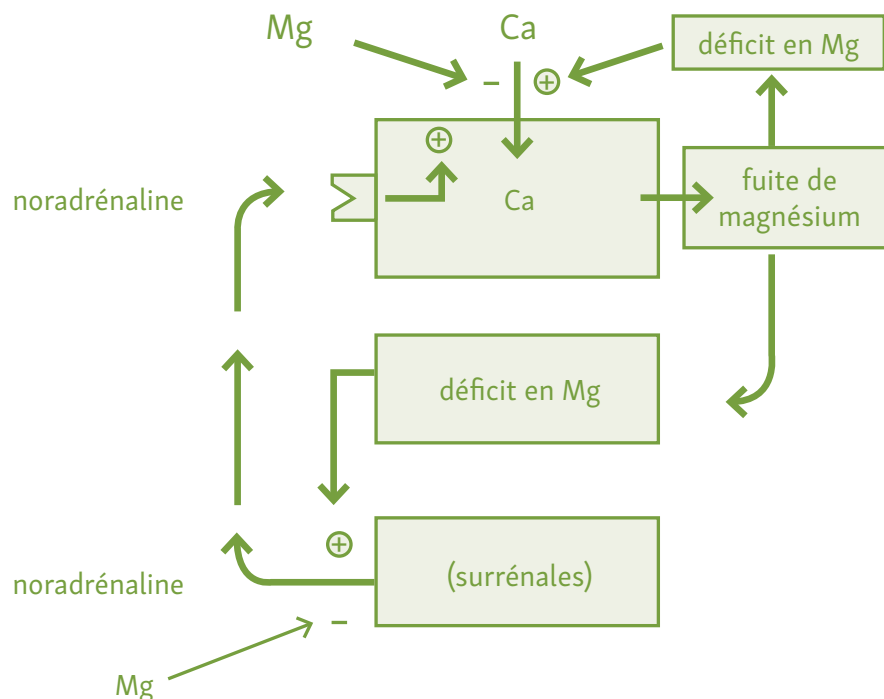 Mg
Ca
déficit en Mg
–
+
+
noradrénaline
Ca
fuite de
magnésium
déficit en Mg
+
noradrénaline
(surrénales)
–
Mg